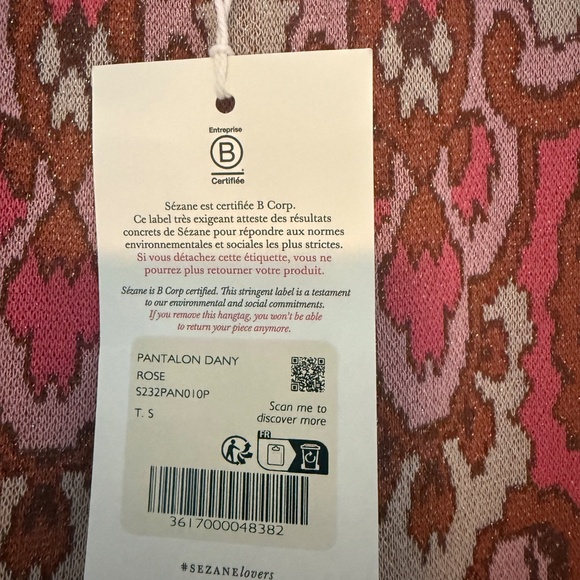 Entreprise
B
Certifiée
Sézane est certifiée B Corp.
Ce label très exigeant atteste des résultats
concrets de Sézane pour répondre aux normes
environnementales et sociales les plus strictes.
Si vous détachez cette étiquette, vous ne
pourrez plus retourner votre produit.
Sézane is B Corp certified. This stringent label is a testament
to our environmental and social commitments.
If you remove this hangtag, you won't be able
to return your piece anymore.
PANTALON DANY
ROSE
S232PAN010P
T. S
Scan me to
discover more
FR
3617000048382
#SEZANElovers